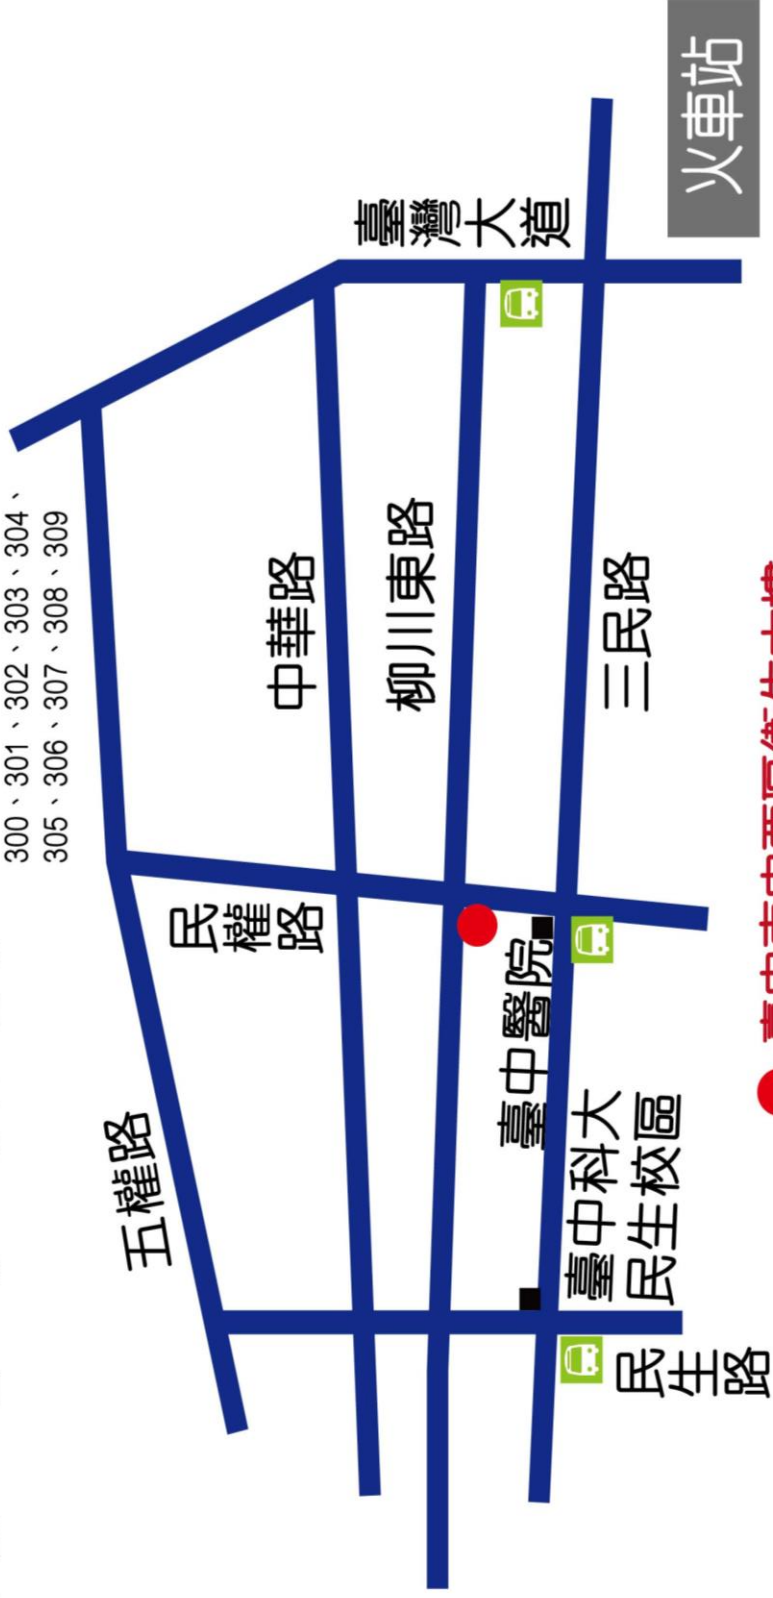 300、301、302、303、304、
305、306、307、308、309
五權路
民權路
中華路
臺灣大道
柳川東路
臺中醫院
三民路
臺中科大
民生校區
民生路
火車站